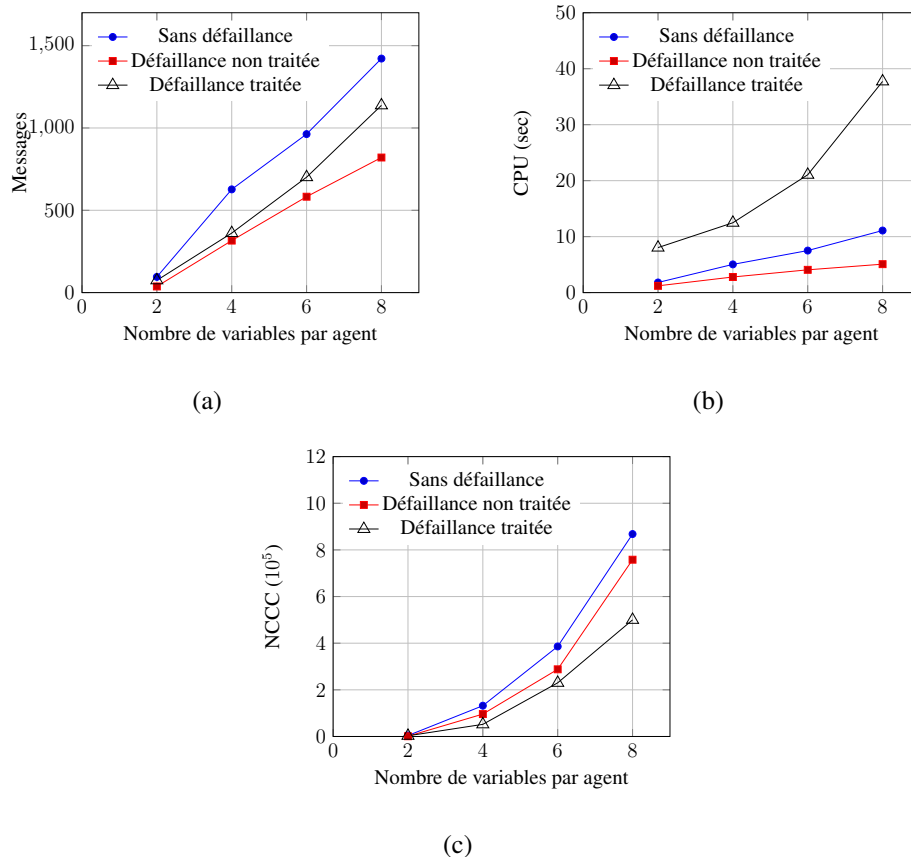 1,500
1,000
500
0
0
2
4
6
8
Messages
Nombre de variables par agent
Sans défaillance
Défaillance non traitée
Défaillance traitée
(a)
50
40
30
20
10
0
0
2
4
6
8
CPU (sec)
Nombre de variables par agent
Sans défaillance
Défaillance non traitée
Défaillance traitée
(b)
12
10
8
6
4
2
0
0
2
4
6
8
NCCC (10⁵)
Nombre de variables par agent
Sans défaillance
Défaillance non traitée
Défaillance traitée
(c)